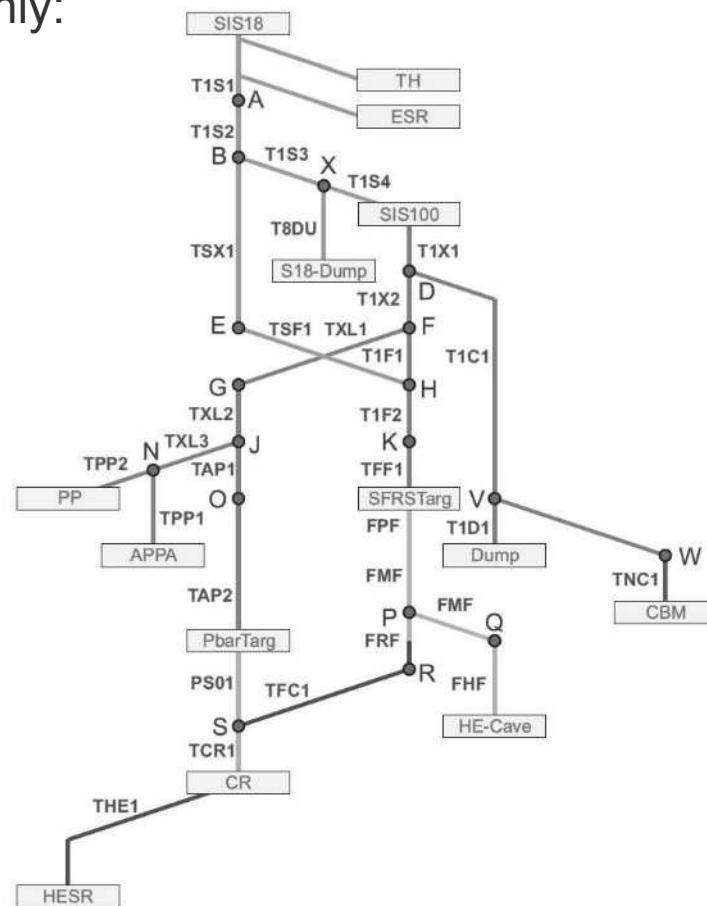 nly:
SIS18
TH
T1S1
A
ESR
T1S2
B
T1S3
X
T1S4
SIS100
T8DU
TSX1
T1X1
S18-Dump
D
T1X2
E
TSF1
TXL1
F
T1F1
T1C1
G
H
TXL2
T1F2
N
TXL3
J
K
TPP2
TAP1
TFF1
PP
O
SFRSTarg
V
TPP1
FPF
T1D1
APPA
Dump
W
FMF
TNC1
TAP2
P
FMF
Q
CBM
PbarTarg
FRF
PS01
TFC1
R
FHF
S
HE-Cave
TCR1
CR
THE1
HESR